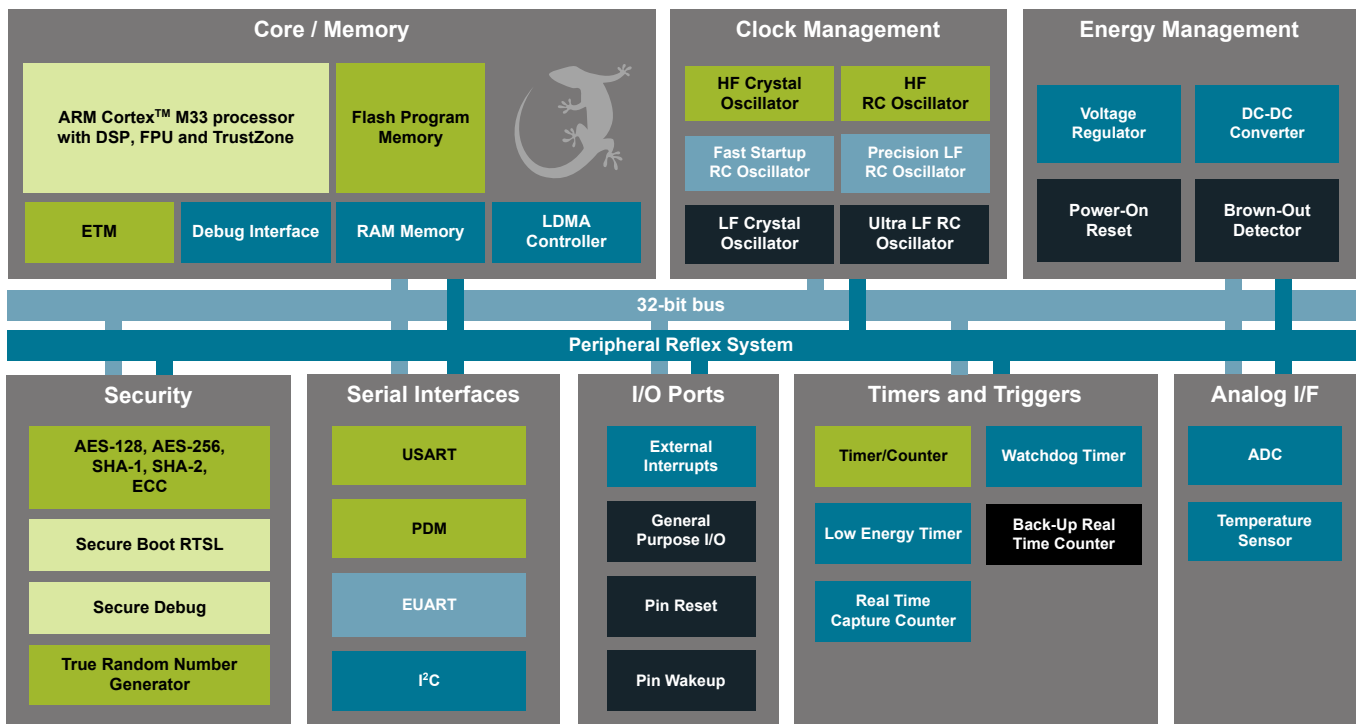 Core / Memory
ARM Cortex™ M33 processor
with DSP, FPU and TrustZone
Flash Program
Memory
ETM
Debug Interface
RAM Memory
LDMA
Controller
Clock Management
HF Crystal
Oscillator
HF
RC Oscillator
Fast Startup
RC Oscillator
Precision LF
RC Oscillator
LF Crystal
Oscillator
Ultra LF RC
Oscillator
Energy Management
Voltage
Regulator
DC-DC
Converter
Power-On
Reset
Brown-Out
Detector
32-bit bus
Peripheral Reflex System
Security
AES-128, AES-256,
SHA-1, SHA-2,
ECC
Secure Boot RTSL
Secure Debug
True Random Number
Generator
Serial Interfaces
USART
PDM
EUART
I²C
I/O Ports
External
Interrupts
General
Purpose I/O
Pin Reset
Pin Wakeup
Timers and Triggers
Timer/Counter
Watchdog Timer
Low Energy Timer
Back-Up Real
Time Counter
Real Time
Capture Counter
Analog I/F
ADC
Temperature
Sensor